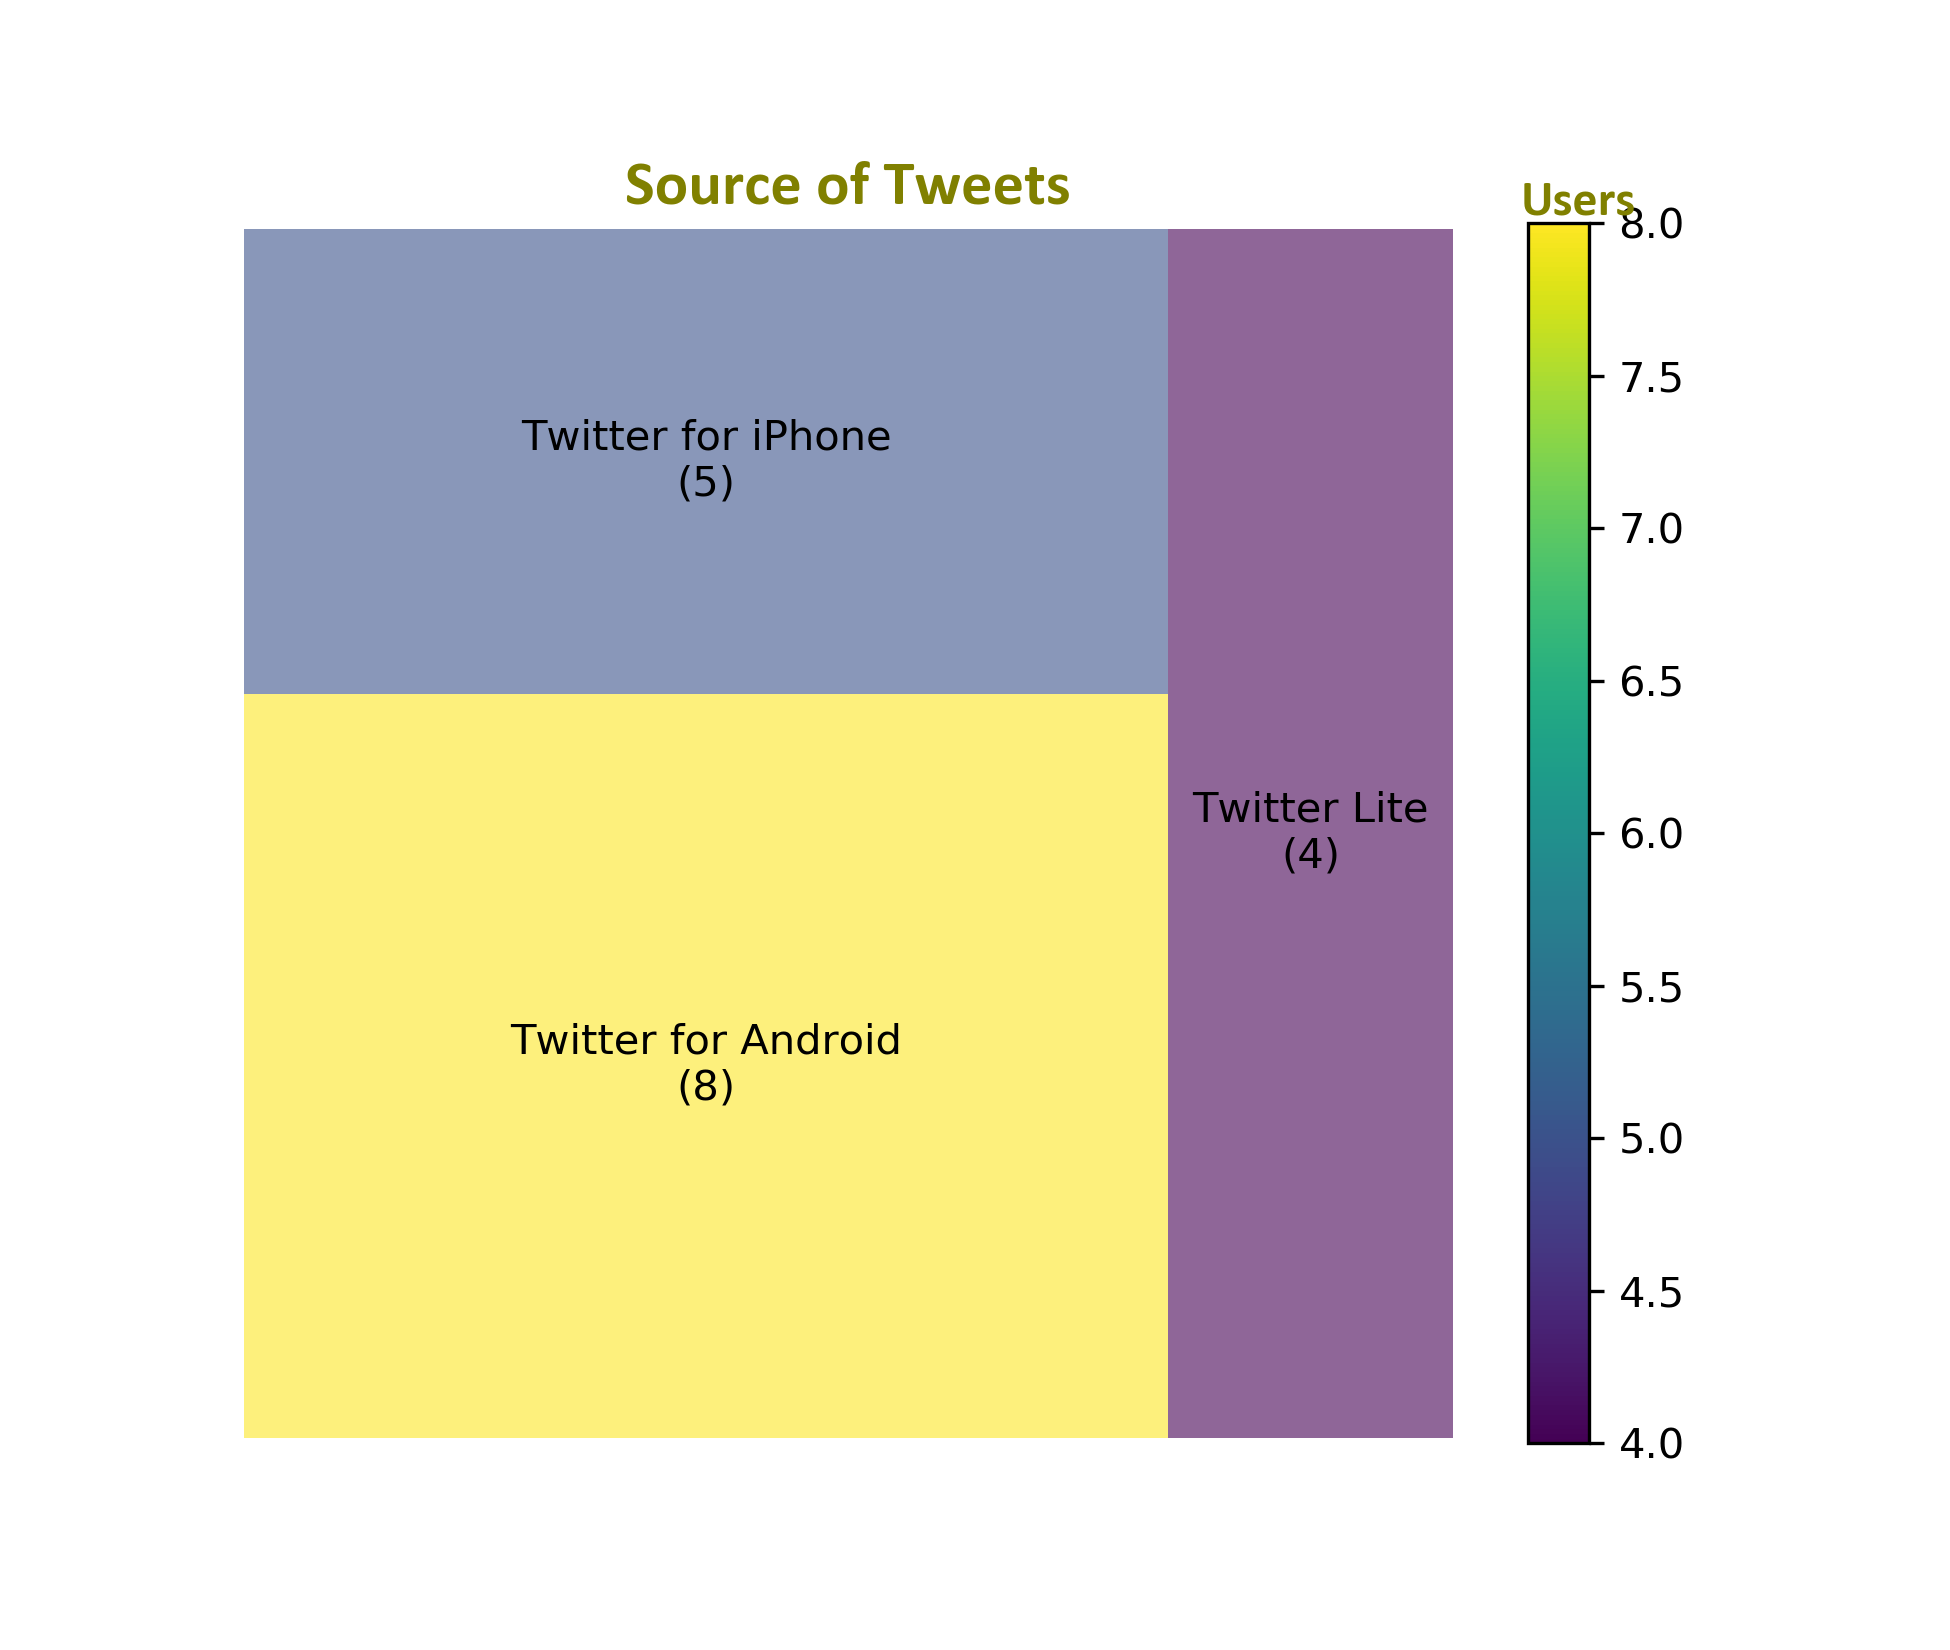 Source of Tweets
Users
Twitter for iPhone
(5)
Twitter Lite
(4)
Twitter for Android
(8)
8.0
7.5
7.0
6.5
6.0
5.5
5.0
4.5
4.0